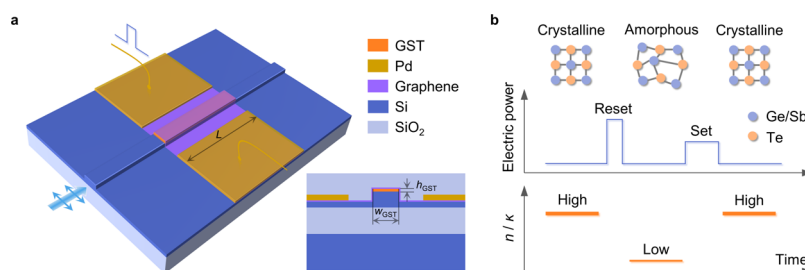 a
GST
Pd
Graphene
Si
SiO₂
L
hGST
wGST
b
Crystalline
Amorphous
Crystalline
Electric power
Reset
Set
Ge/Sb
Te
n / κ
High
Low
High
Time